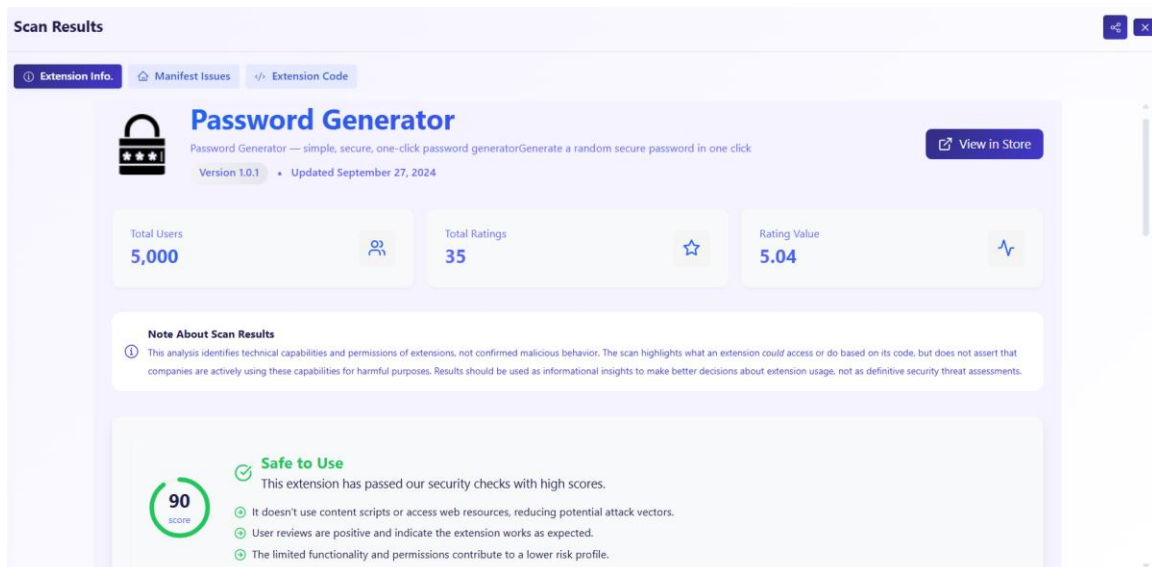 Scan Results
Extension Info.
Manifest Issues
Extension Code
Password Generator
Password Generator — simple, secure, one-click password generatorGenerate a random secure password in one click
Version 1.0.1 • Updated September 27, 2024
View in Store
Total Users
5,000
Total Ratings
35
Rating Value
5.04
Note About Scan Results
This analysis identifies technical capabilities and permissions of extensions, not confirmed malicious behavior. The scan highlights what an extension could access or do based on its code, but does not assert that
companies are actively using these capabilities for harmful purposes. Results should be used as informational insights to make better decisions about extension usage, not as definitive security threat assessments.
90
score
Safe to Use
This extension has passed our security checks with high scores.
It doesn't use content scripts or access web resources, reducing potential attack vectors.
User reviews are positive and indicate the extension works as expected.
The limited functionality and permissions contribute to a lower risk profile.